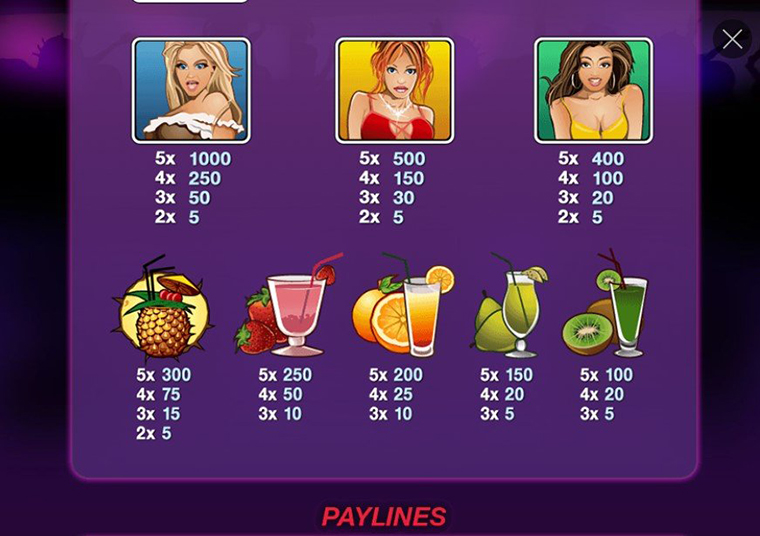 5x 1000
4x 250
3x 50
2x 5
5x 500
4x 150
3x 30
2x 5
5x 400
4x 100
3x 20
2x 5
5x 300
4x 75
3x 15
2x 5
5x 250
4x 50
3x 10
5x 200
4x 25
3x 10
5x 150
4x 20
3x 5
5x 100
4x 20
3x 5
PAYLINES